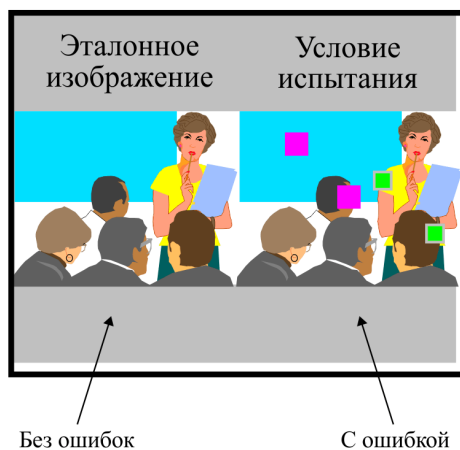 Эталонное
изображение
Условие
испытания
Без ошибок
С ошибкой